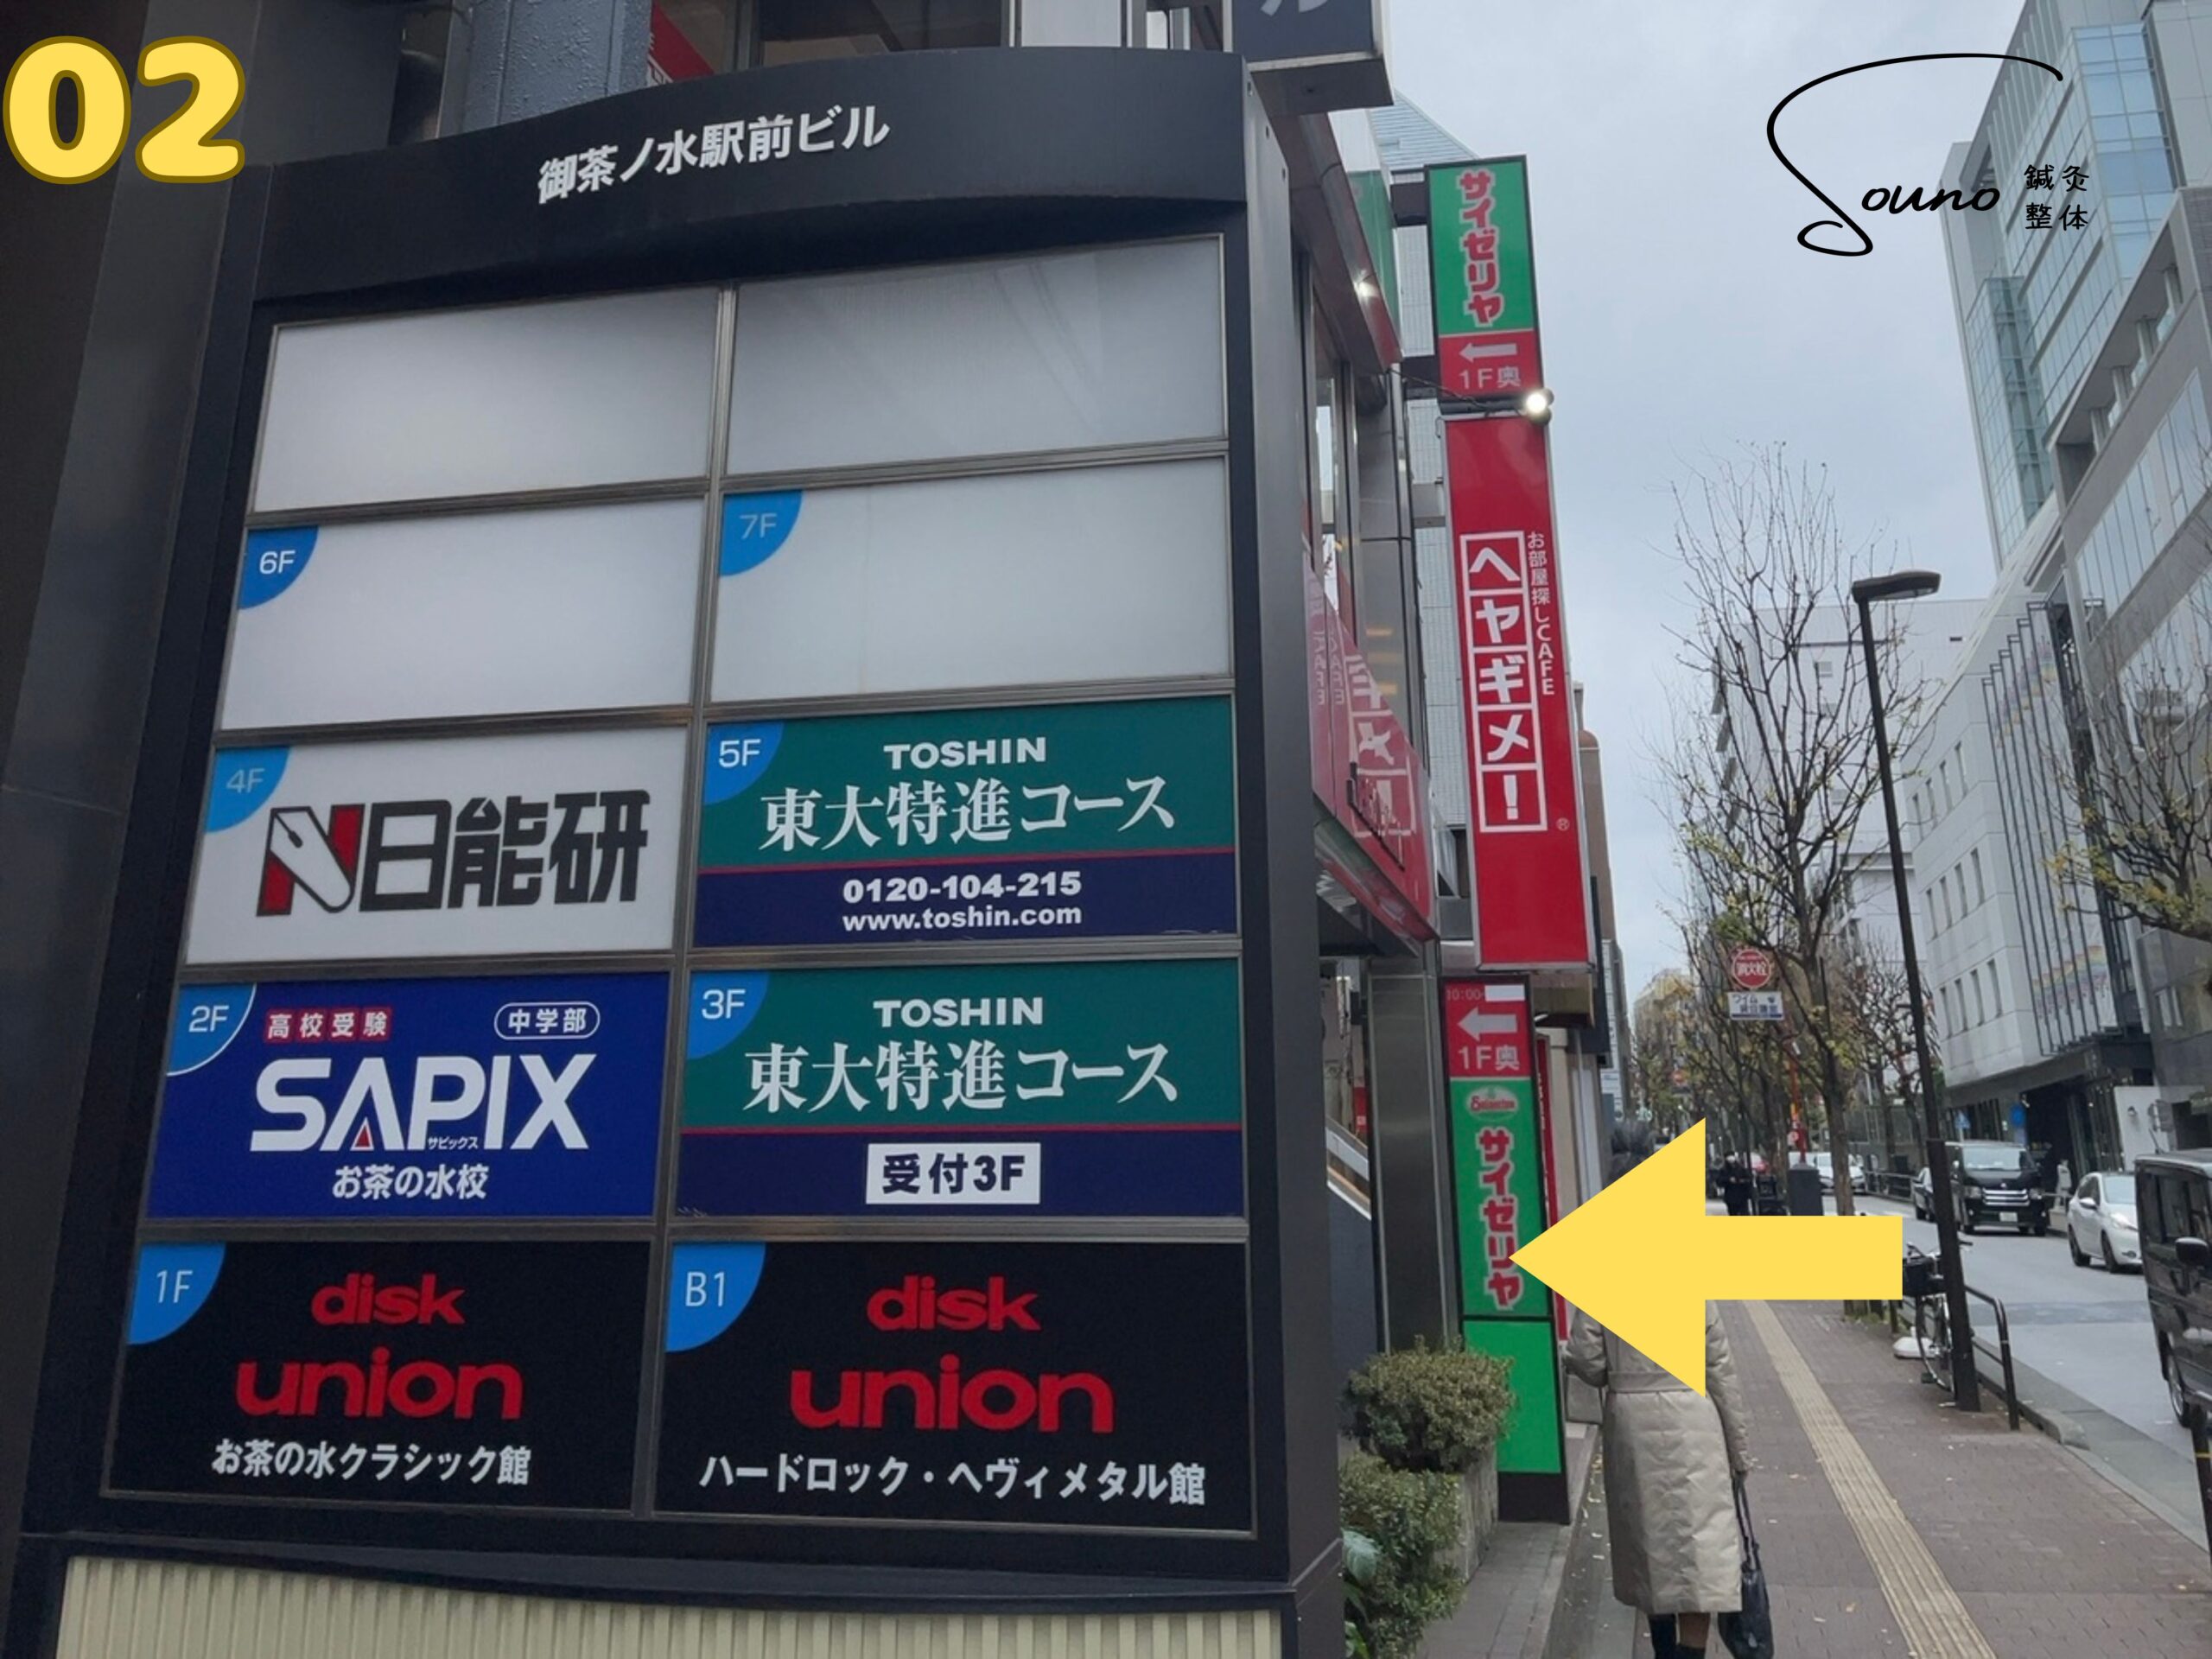 02
Souno
鍼灸
整体
御茶ノ水駅前ビル
6F
7F
4F
日能研
5F
TOSHIN
東大特進コース
0120-104-215
www.toshin.com
2F
高校受験
中学部
SAPIX
サピックス
お茶の水校
3F
TOSHIN
東大特進コース
受付3F
1F
disk
union
お茶の水クラシック館
B1
disk
union
ハードロック・ヘヴィメタル館
サイゼリヤ
1F奥
お部屋探しCAFE
ヘヤギメ!
®
10:00-
1F奥
サイゼリヤ
消火栓